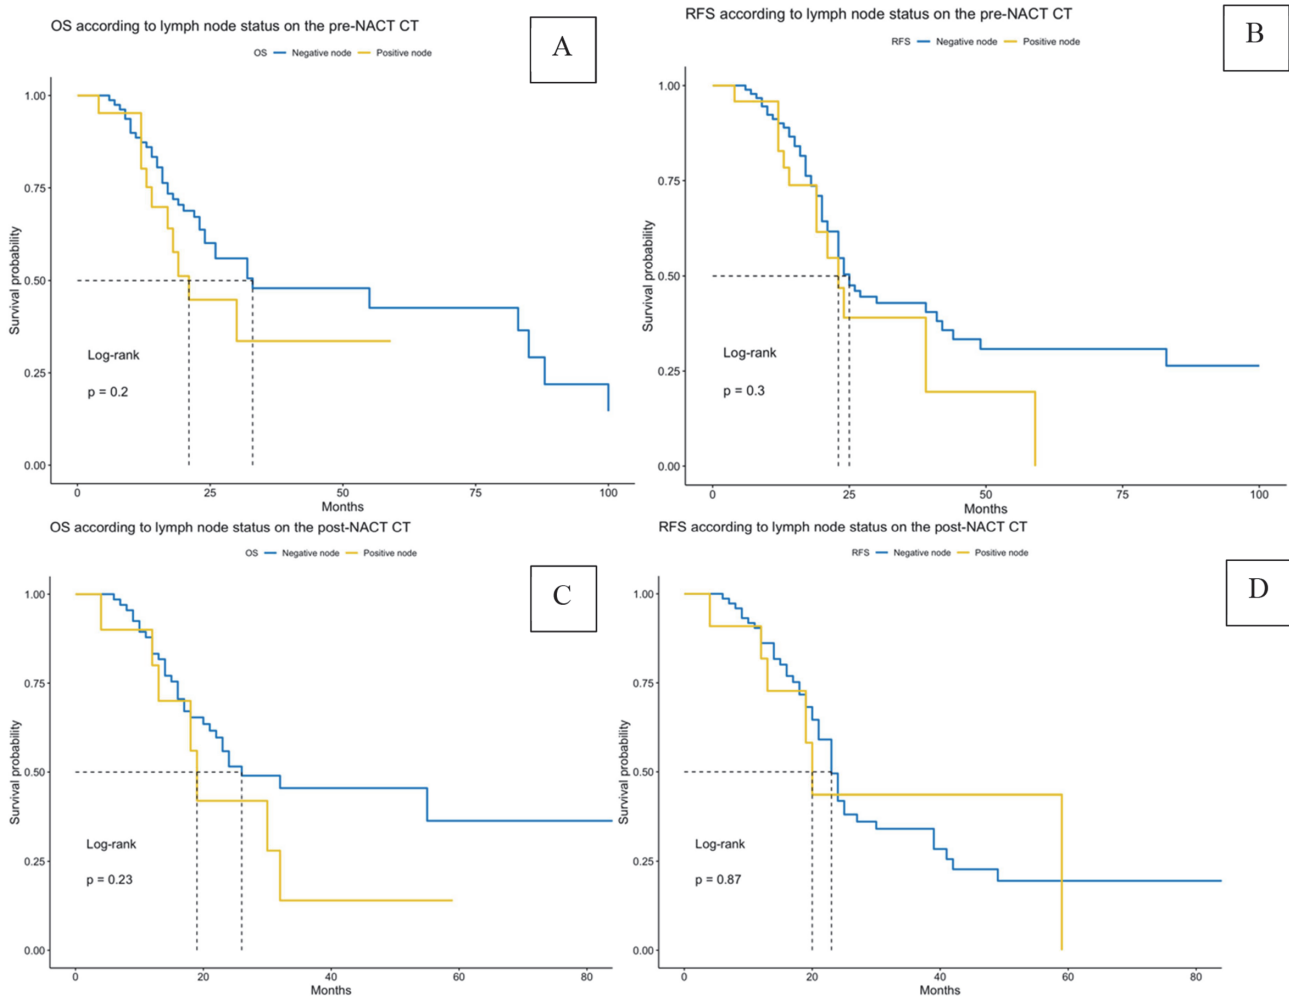 OS according to lymph node status on the pre-NACT CT
OS Negative node Positive node
A
1.00
0.75
0.50
0.25
0.00
Survival probability
Log-rank
p = 0.2
0 25 50 75 100
Months
RFS according to lymph node status on the pre-NACT CT
RFS Negative node Positive node
B
1.00
0.75
0.50
0.25
0.00
Survival probability
Log-rank
p = 0.3
0 25 50 75 100
Months
OS according to lymph node status on the post-NACT CT
OS Negative node Positive node
C
1.00
0.75
0.50
0.25
0.00
Survival probability
Log-rank
p = 0.23
0 20 40 60 80
Months
RFS according to lymph node status on the post-NACT CT
RFS Negative node Positive node
D
1.00
0.75
0.50
0.25
0.00
Survival probability
Log-rank
p = 0.87
0 20 40 60 80
Months